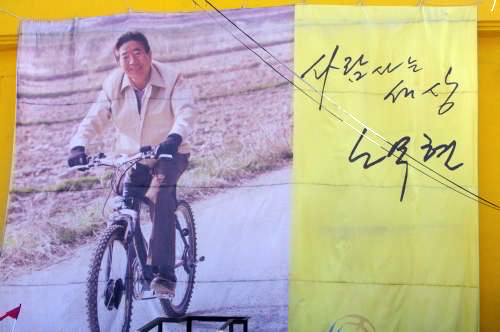 사람 사는
세상
노무현